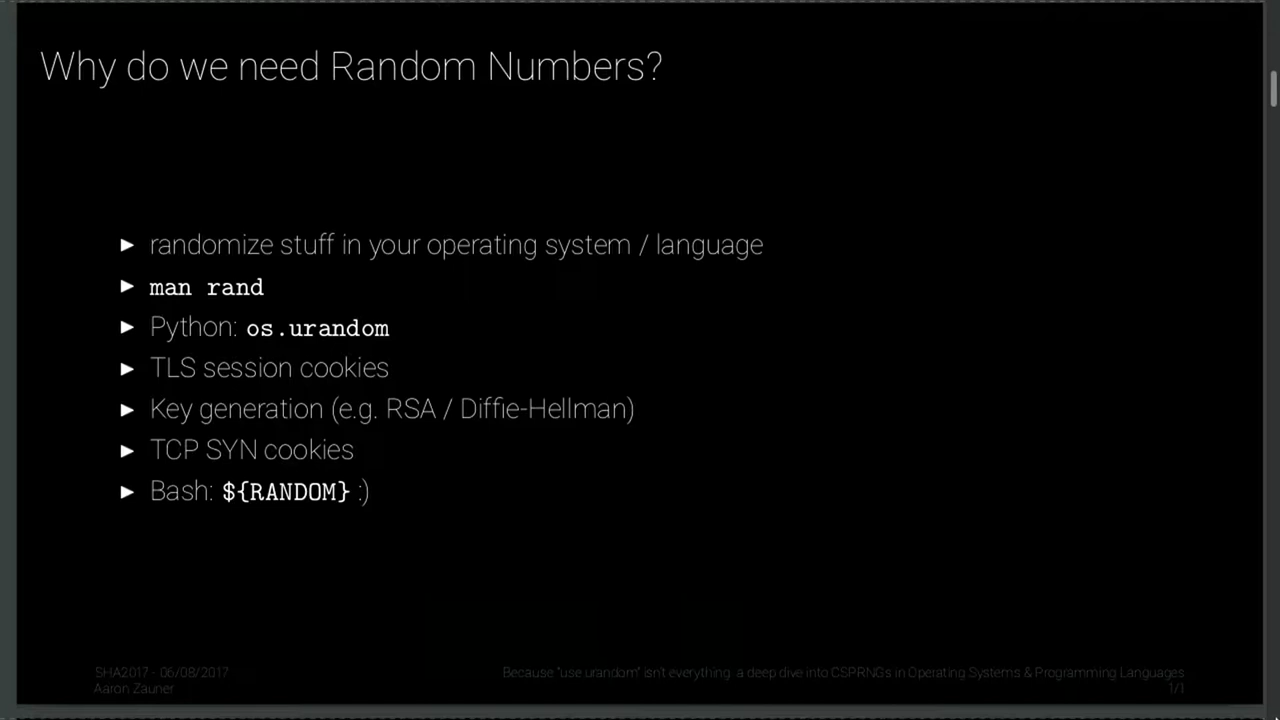 Why do we need Random Numbers?
► randomize stuff in your operating system / language
► man rand
► Python: os.urandom
► TLS session cookies
► Key generation (e.g. RSA / Diffie-Hellman)
► TCP SYN cookies
► Bash: ${RANDOM} :)
SHA2017 - 06/08/2017
Because "use urandom" isn't everything a deep dive into CSPRNGs in Operating Systems & Programming Languages
Aaron Zauner
1/1